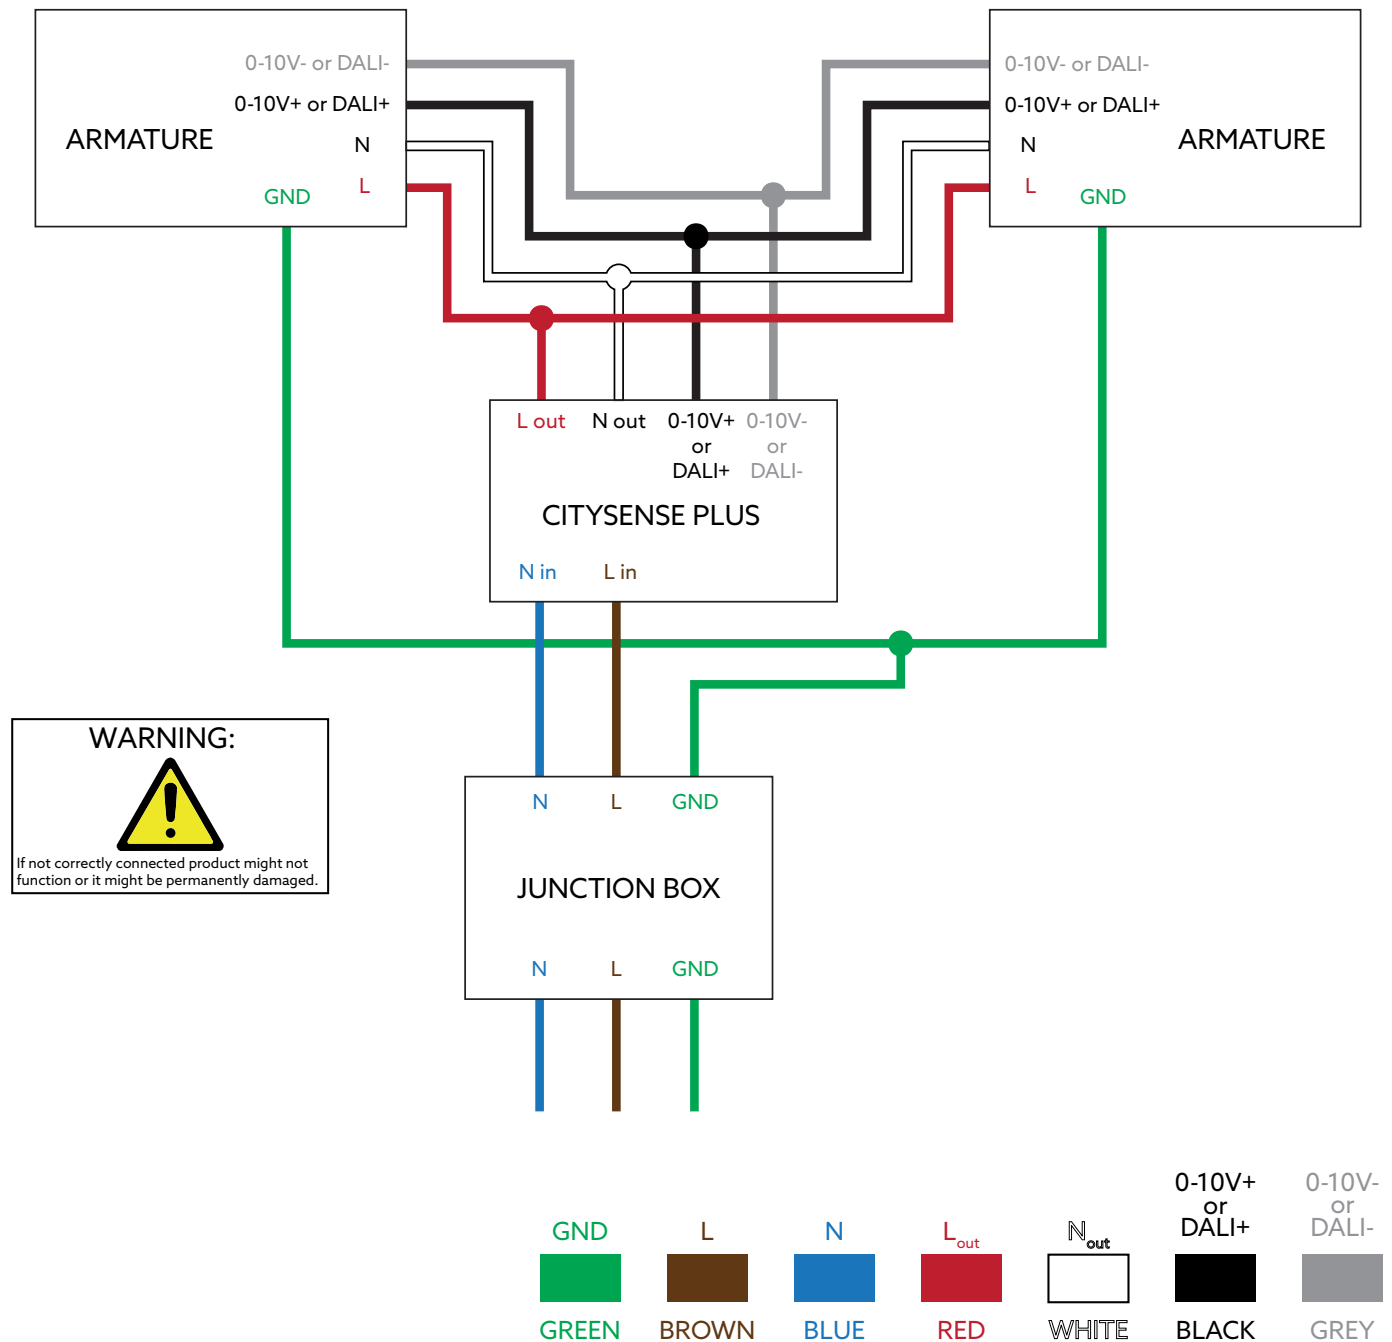 0-10V- or DALI-
0-10V+ or DALI+
ARMATURE
N
L
GND
0-10V- or DALI-
0-10V+ or DALI+
N
ARMATURE
L
GND
L out
N out
0-10V+
or
DALI+
0-10V-
or
DALI-
CITYSENSE PLUS
N in
L in
WARNING:
If not correctly connected product might not
function or it might be permanently damaged.
N
L
GND
JUNCTION BOX
N
L
GND
GND
L
N
Lout
Nout
0-10V+
or
DALI+
0-10V-
or
DALI-
GREEN
BROWN
BLUE
RED
WHITE
BLACK
GREY